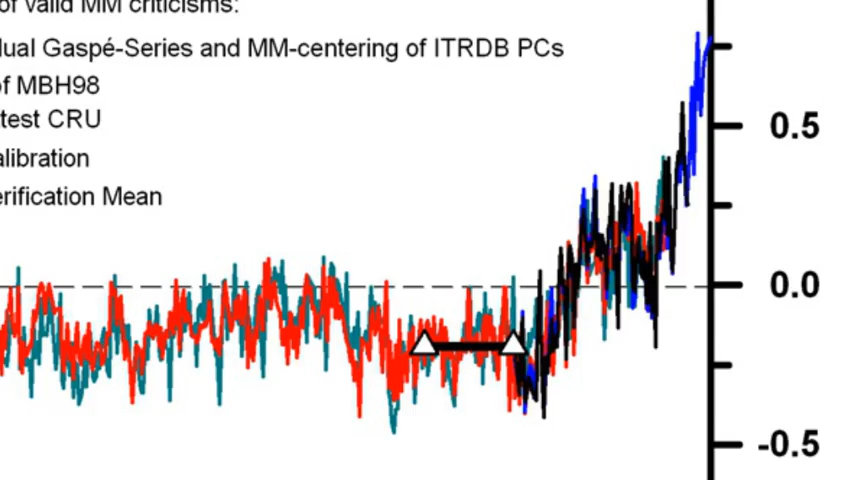 of valid MM criticisms:
dual Gaspé-Series and MM-centering of ITRDB PCs
of MBH98
test CRU
alibration
erification Mean
0.5
0.0
-0.5